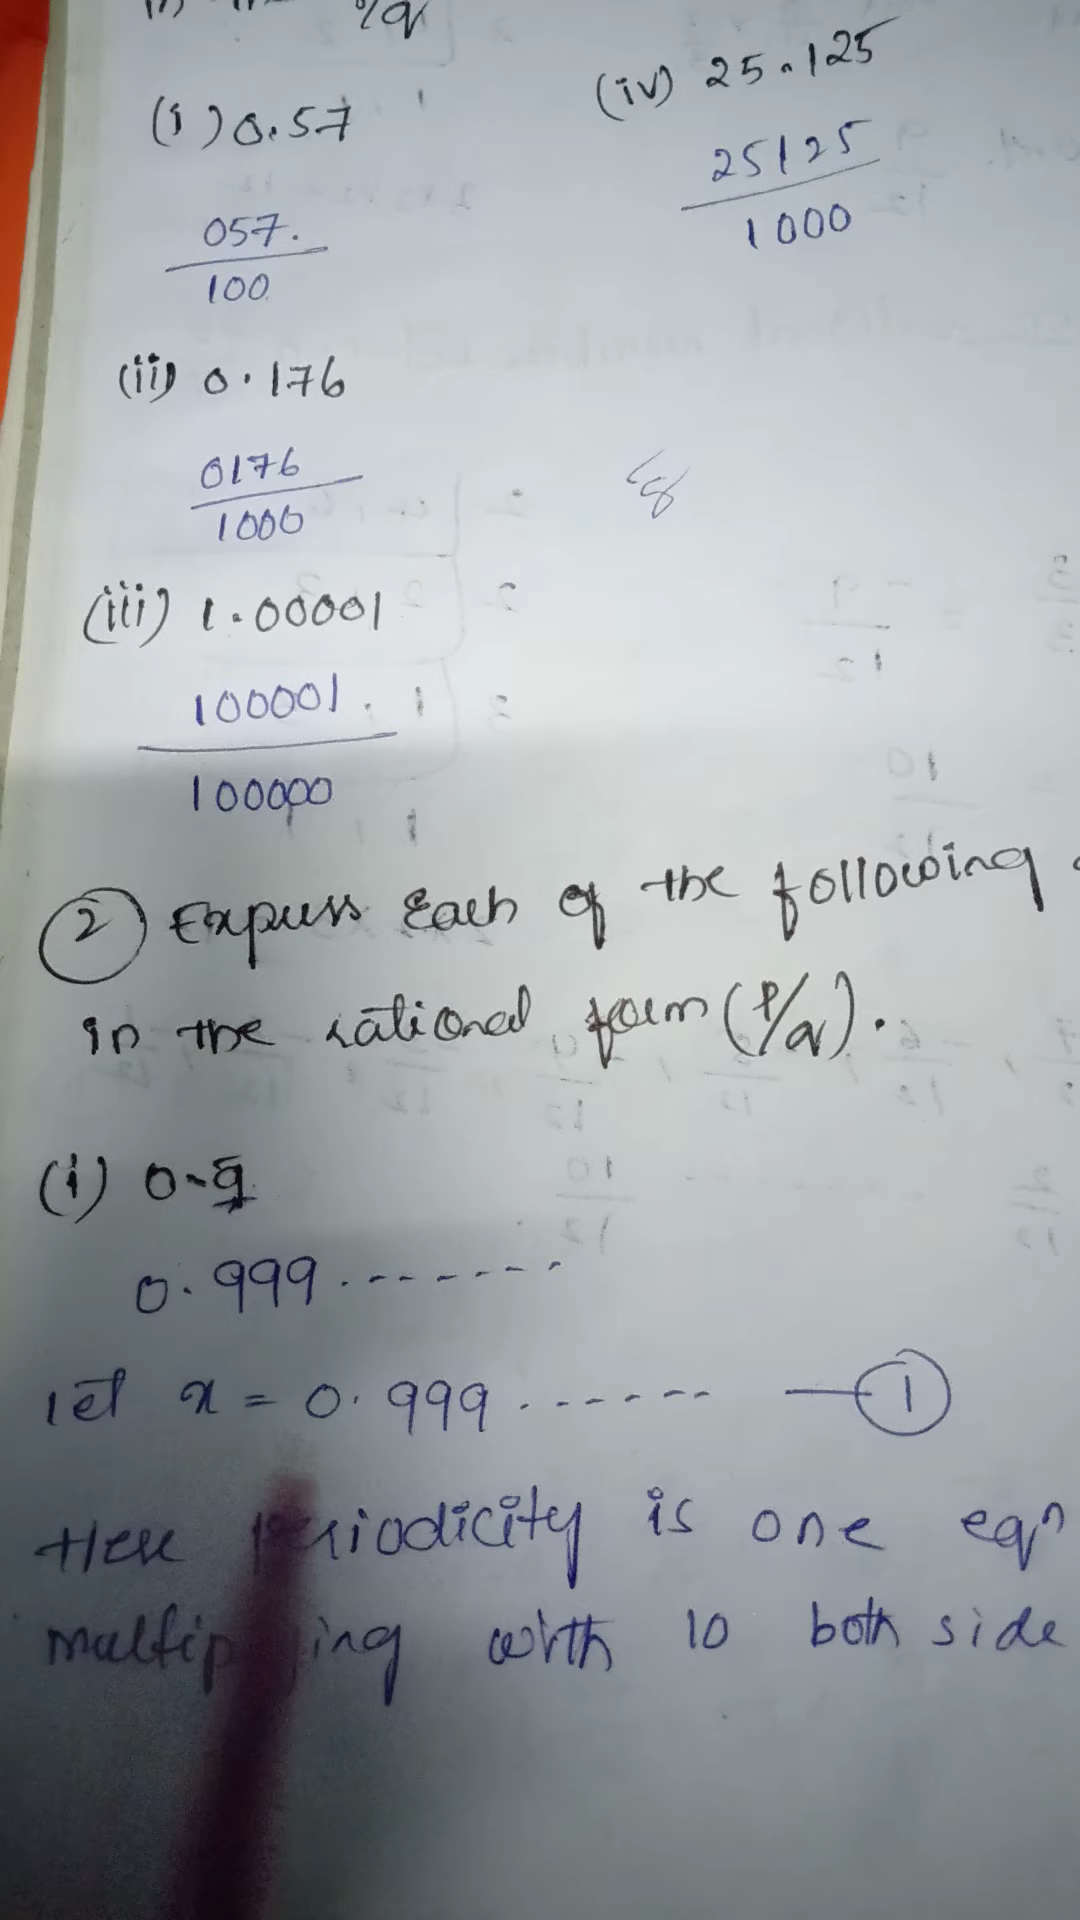 (i) 0.57
057.
100
(ii) 0.176
0176
1000
(iii) 1.00001
100001.
100000
(iv) 25.125
25125
1000
(2) Express Each of the following
in the rational form (P/q).
(i) 0.9̅
0.999.-------
let x = 0.999.------ —(1)
Here is one eqn
with 10 both side